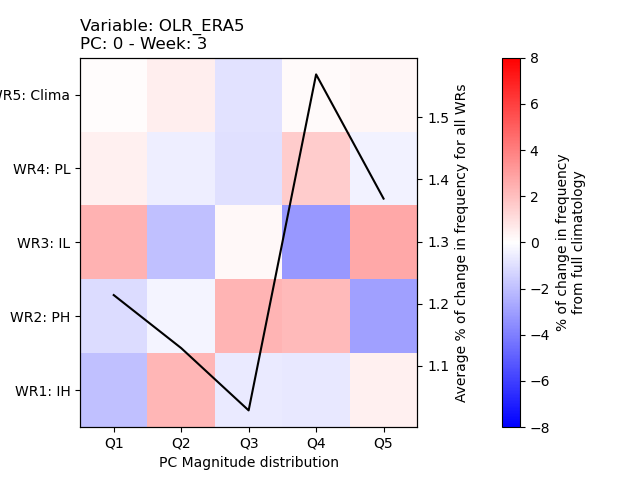 Variable: OLR_ERA5
PC: 0 - Week: 3
WR5: Clima
WR4: PL
WR3: IL
WR2: PH
WR1: IH
Q1 Q2 Q3 Q4 Q5
PC Magnitude distribution
1.5
1.4
1.3
1.2
1.1
Average % of change in frequency for all WRs
8
6
4
2
0
−2
−4
−6
−8
% of change in frequency
from full climatology